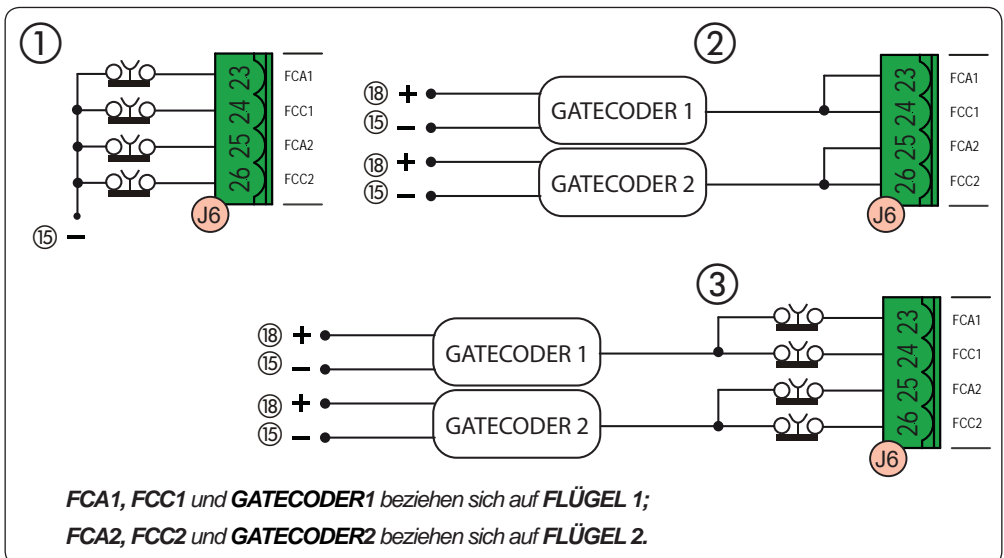 ①
23 FCA1
24 FCC1
25 FCA2
26 FCC2
J6
⑮ −
②
⑱ +
⑮ −
GATECODER 1
⑱ +
⑮ −
GATECODER 2
23 FCA1
24 FCC1
25 FCA2
26 FCC2
J6
③
⑱ +
⑮ −
GATECODER 1
⑱ +
⑮ −
GATECODER 2
23 FCA1
24 FCC1
25 FCA2
26 FCC2
J6
FCA1, FCC1 und GATECODER1 beziehen sich auf FLÜGEL 1;
FCA2, FCC2 und GATECODER2 beziehen sich auf FLÜGEL 2.